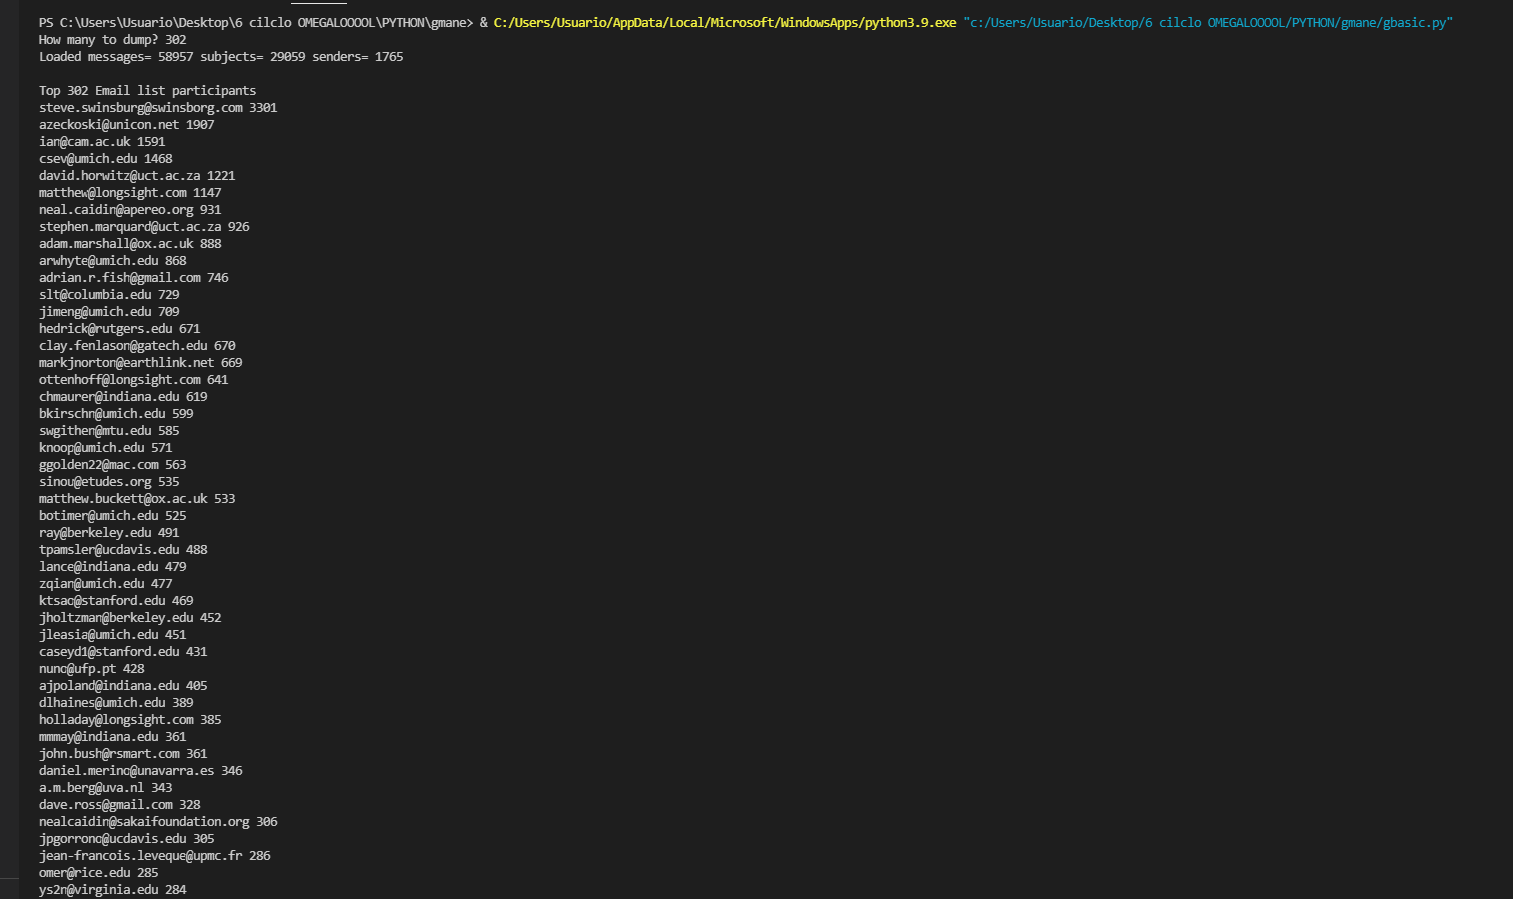 PS C:\Users\Usuario\Desktop\6 cilclo OMEGALOOOOL\PYTHON\gmane> & C:/Users/Usuario/AppData/Local/Microsoft/WindowsApps/python3.9.exe "c:/Users/Usuario/Desktop/6 cilclo OMEGALOOOOL/PYTHON/gmane/gbasic.py"
How many to dump? 302
Loaded messages= 58957 subjects= 29059 senders= 1765
Top 302 Email list participants
steve.swinsburg@swinsborg.com 3301
azeckoski@unicon.net 1907
ian@cam.ac.uk 1591
csev@umich.edu 1468
david.horwitz@uct.ac.za 1221
matthew@longsight.com 1147
neal.caidin@apereo.org 931
stephen.marquard@uct.ac.za 926
adam.marshall@ox.ac.uk 888
arwhyte@umich.edu 868
adrian.r.fish@gmail.com 746
slt@columbia.edu 729
jimeng@umich.edu 709
hedrick@rutgers.edu 671
clay.fenlason@gatech.edu 670
markjnorton@earthlink.net 669
ottenhoff@longsight.com 641
chmaurer@indiana.edu 619
bkirschn@umich.edu 599
swgithen@mtu.edu 585
knoop@umich.edu 571
ggolden22@mac.com 563
sinou@etudes.org 535
matthew.buckett@ox.ac.uk 533
botimer@umich.edu 525
ray@berkeley.edu 491
tpamsler@ucdavis.edu 488
lance@indiana.edu 479
zqian@umich.edu 477
ktsao@stanford.edu 469
jholtzman@berkeley.edu 452
jleasia@umich.edu 451
caseyd1@stanford.edu 431
nuno@ufp.pt 428
ajpoland@indiana.edu 405
dlhaines@umich.edu 389
holladay@longsight.com 385
mmmay@indiana.edu 361
john.bush@rsmart.com 361
daniel.merino@unavarra.es 346
a.m.berg@uva.nl 343
dave.ross@gmail.com 328
nealcaidin@sakaifoundation.org 306
jpgorrono@ucdavis.edu 305
jean-francois.leveque@upmc.fr 286
omer@rice.edu 285
ys2n@virginia.edu 284